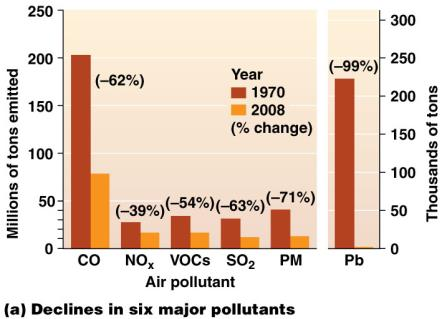 250
200
150
100
50
0
Millions of tons emitted
(–62%)
(–39%)
(–54%)
(–63%)
(–71%)
Year
1970
2008
(% change)
CO
NOₓ
VOCs
SO₂
PM
Air pollutant
(–99%)
Pb
300
250
200
150
100
50
0
Thousands of tons
(a) Declines in six major pollutants